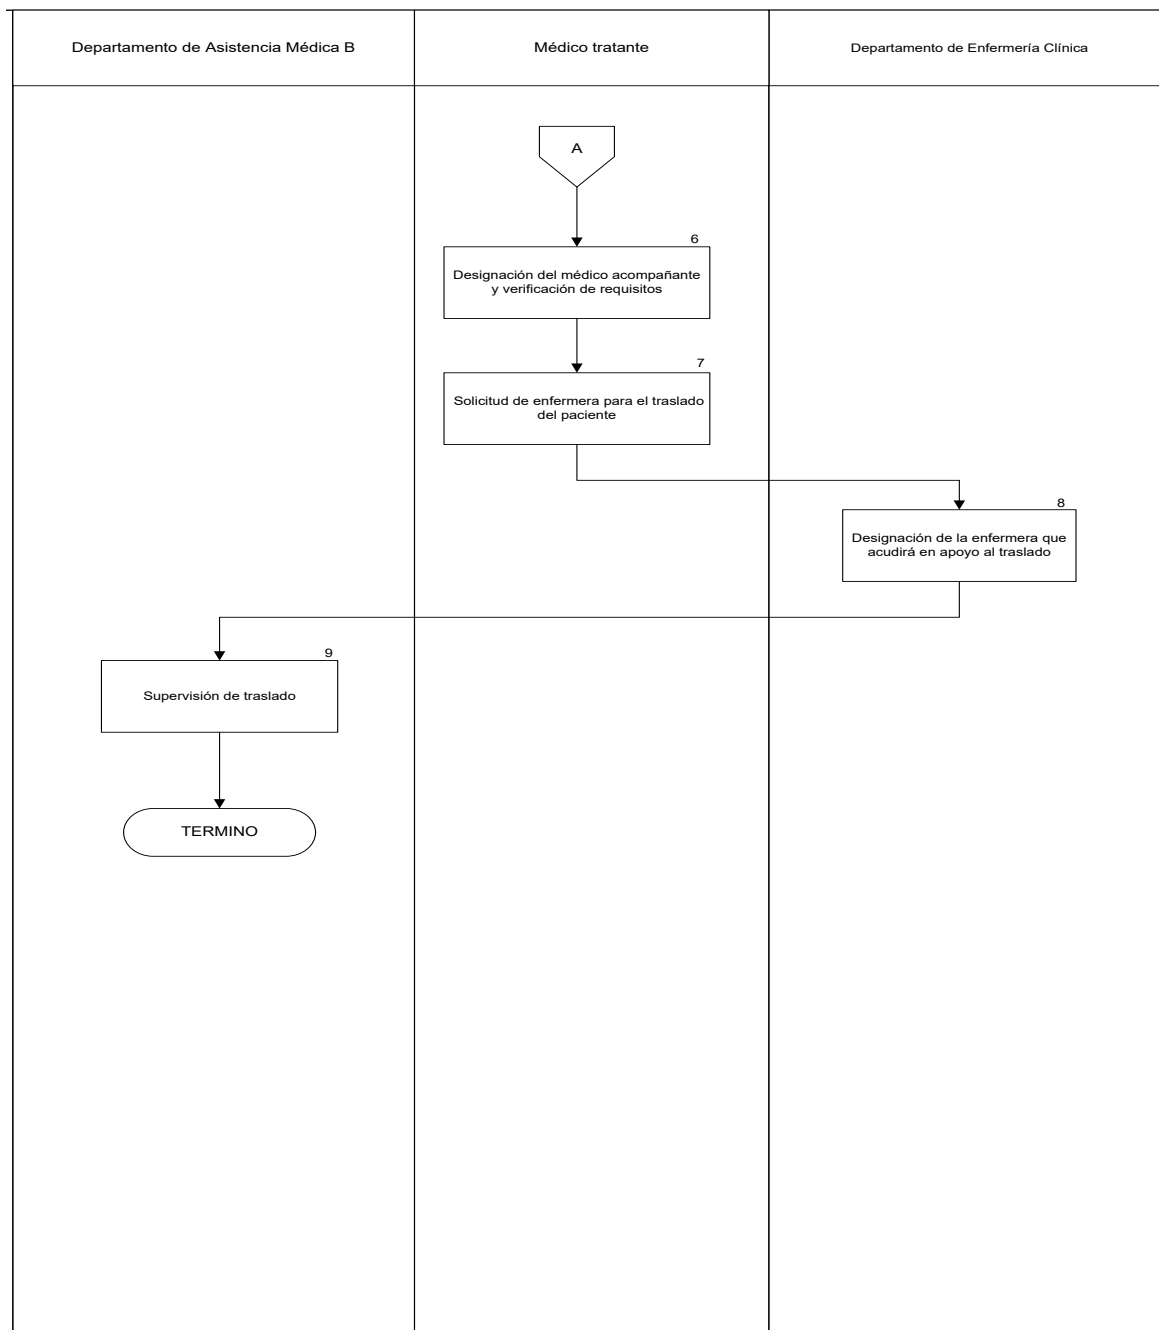 Departamento de Asistencia Médica B
Médico tratante
Departamento de Enfermería Clínica
A
6
Designación del médico acompañante
y verificación de requisitos
7
Solicitud de enfermera para el traslado
del paciente
8
Designación de la enfermera que
acudirá en apoyo al traslado
9
Supervisión de traslado
TERMINO